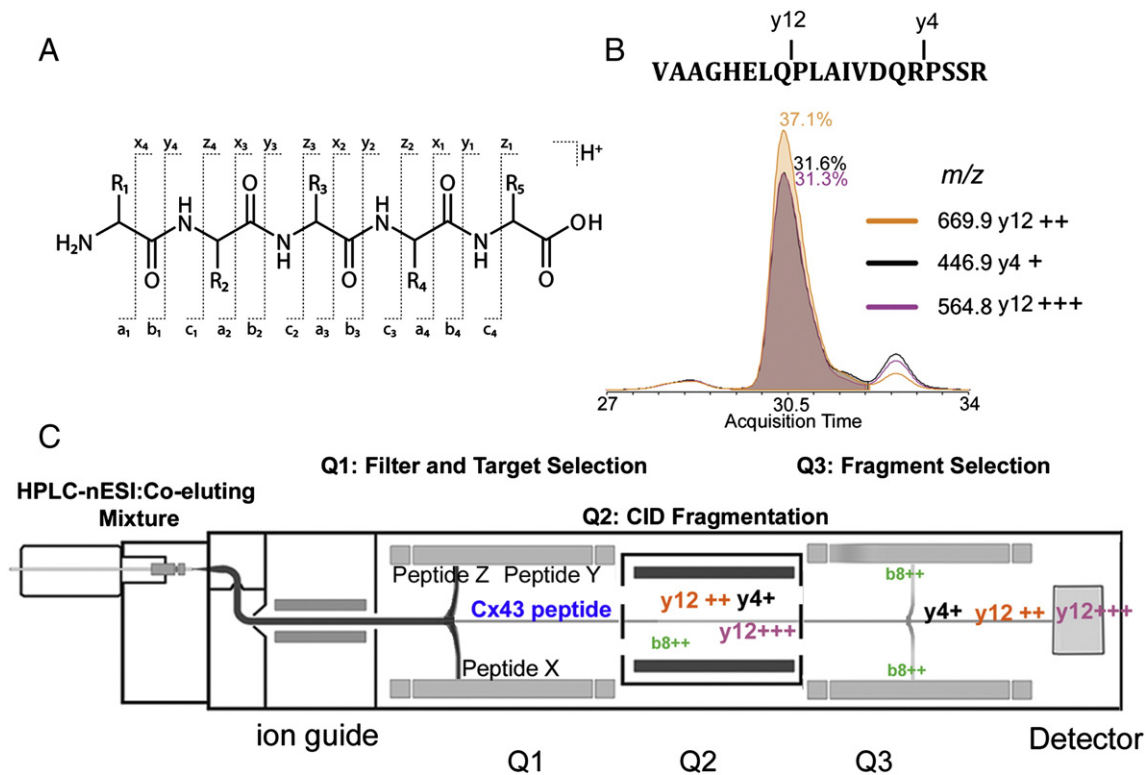 A
x₄ y₄ z₄ x₃ y₃ z₃ x₂ y₂ z₂ x₁ y₁ z₁
H⁺
R₁ O R₃ O R₅
H₂N N H N H OH
O R₂ N H O R₄ N H O
a₁ b₁ c₁ a₂ b₂ c₂ a₃ b₃ c₃ a₄ b₄ c₄
B
y12 y4
VAAGHELQPLAIVDQRPSSR
37.1%
31.6%
31.3%
m/z
669.9 y12 ++
446.9 y4 +
564.8 y12 +++
27 30.5 34
Acquisition Time
C
Q1: Filter and Target Selection
Q3: Fragment Selection
HPLC-nESI:Co-eluting
Mixture
Q2: CID Fragmentation
Peptide Z Peptide Y
Cx43 peptide
Peptide X
y12 ++ y4+
b8++ y12+++
b8++
y4+ y12 ++ y12+++
b8++
ion guide
Q1 Q2 Q3
Detector